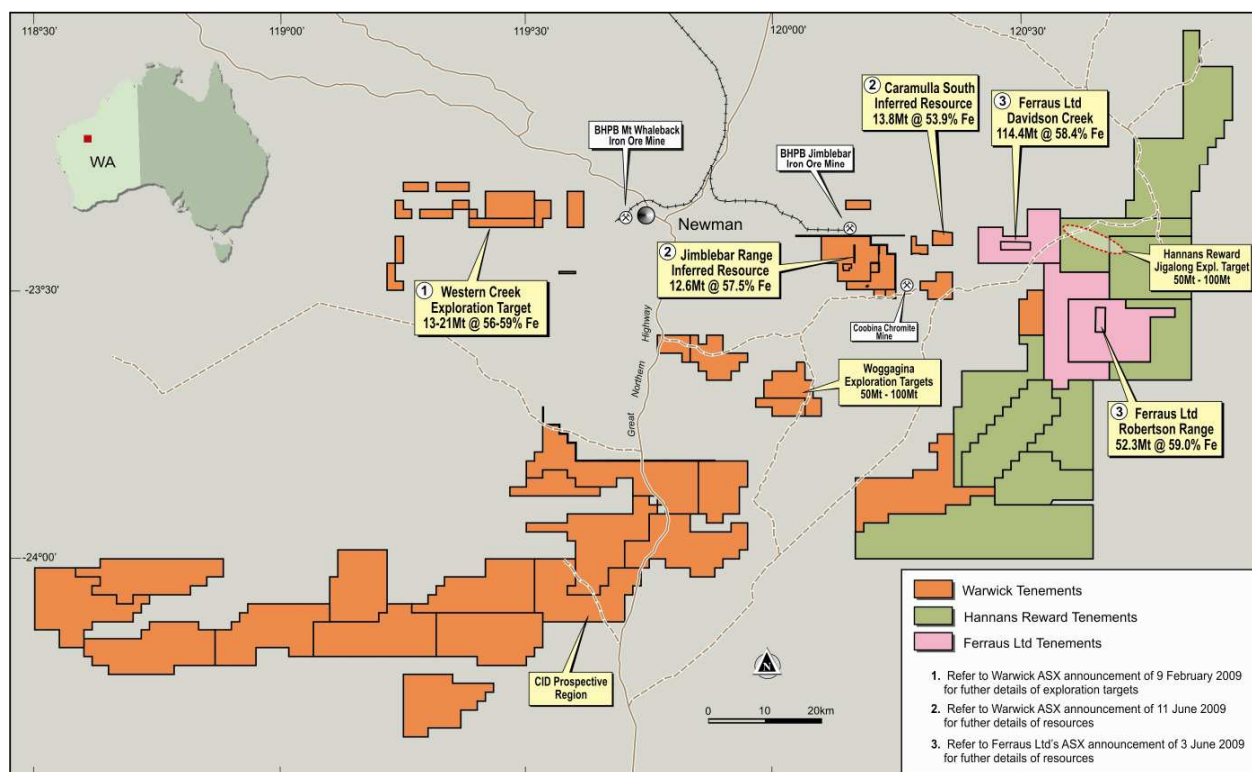 118°30'
119°00'
119°30'
120°00'
120°30'
-23°30'
-24°00'
WA
② Caramulla South
Inferred Resource
13.8Mt @ 53.9% Fe
③ Ferraus Ltd
Davidson Creek
114.4Mt @ 58.4% Fe
BHPB Mt Whaleback
Iron Ore Mine
BHPB Jimblebar
Iron Ore Mine
Newman
② Jimblebar Range
Inferred Resource
12.6Mt @ 57.5% Fe
Hannans Reward
Jigalong Expl. Target
50Mt - 100Mt
① Western Creek
Exploration Target
13-21Mt @ 56-59% Fe
Coobina Chromite
Mine
Great Northern Highway
Woggagina
Exploration Targets
50Mt - 100Mt
③ Ferraus Ltd
Robertson Range
52.3Mt @ 59.0% Fe
CID Prospective
Region
N
0 10 20km
Warwick Tenements
Hannans Reward Tenements
Ferraus Ltd Tenements
1. Refer to Warwick ASX announcement of 9 February 2009
for futher details of exploration targets
2. Refer to Warwick ASX announcement of 11 June 2009
for futher details of resources
3. Refer to Ferraus Ltd's ASX announcement of 3 June 2009
for futher details of resources